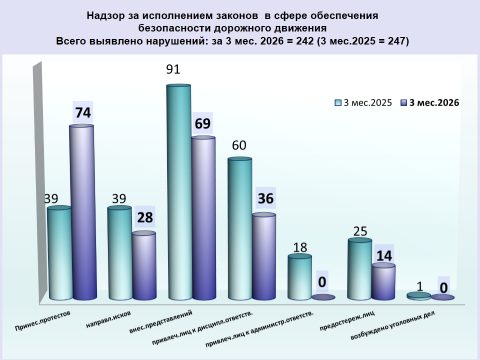 Надзор за исполнением законов в сфере обеспечения
безопасности дорожного движения
Всего выявлено нарушений: за 3 мес. 2026 = 242 (3 мес.2025 = 247)
3 мес.2025
3 мес.2026
39
74
39
28
91
69
60
36
18
0
25
14
1
0
Принес.протестов
направл.исков
внес.представлений
привлеч.лиц к дисципл.ответств.
привлеч.лиц к администр.ответств.
предостереж.лиц
возбуждено уголовных дел